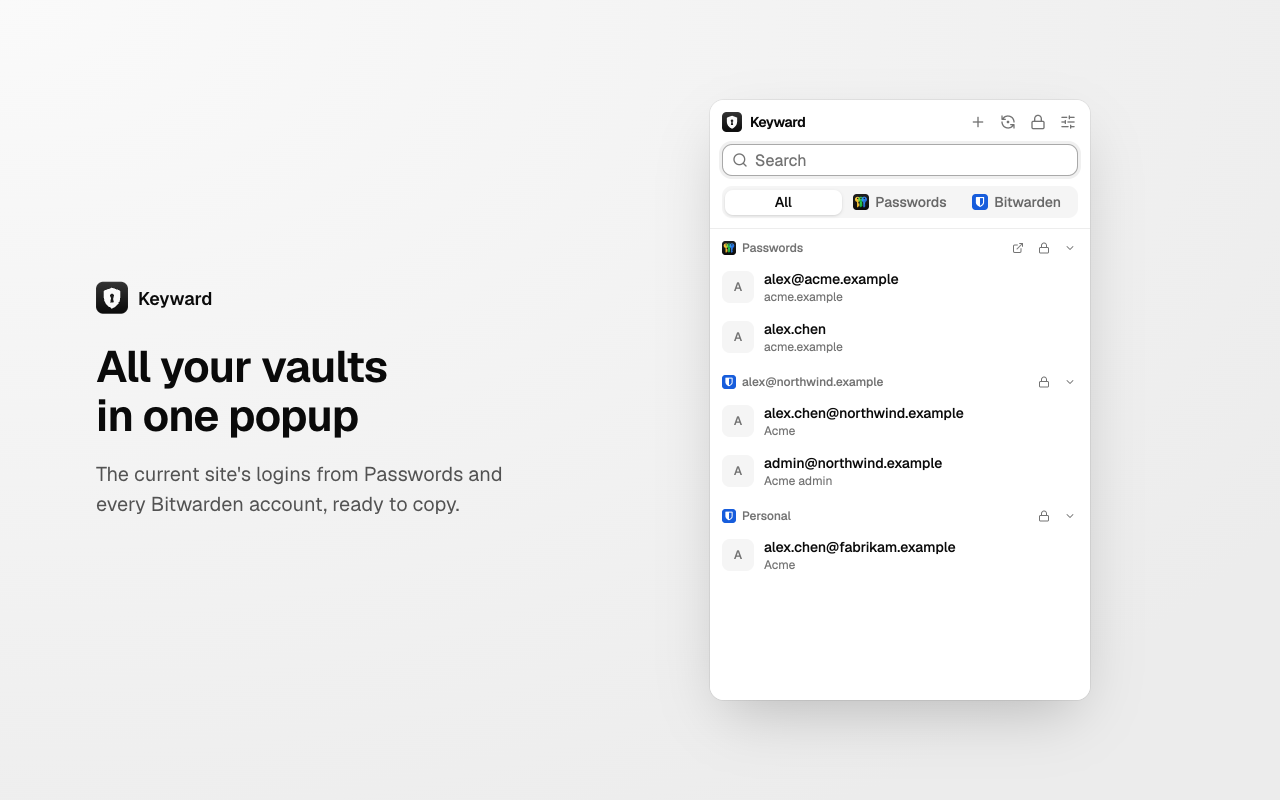 Keyward
All your vaults
in one popup
The current site's logins from Passwords and
every Bitwarden account, ready to copy.
Keyward
Search
All
Passwords
Bitwarden
Passwords
A
alex@acme.example
acme.example
A
alex.chen
acme.example
alex@northwind.example
A
alex.chen@northwind.example
Acme
A
admin@northwind.example
Acme admin
Personal
A
alex.chen@fabrikam.example
Acme